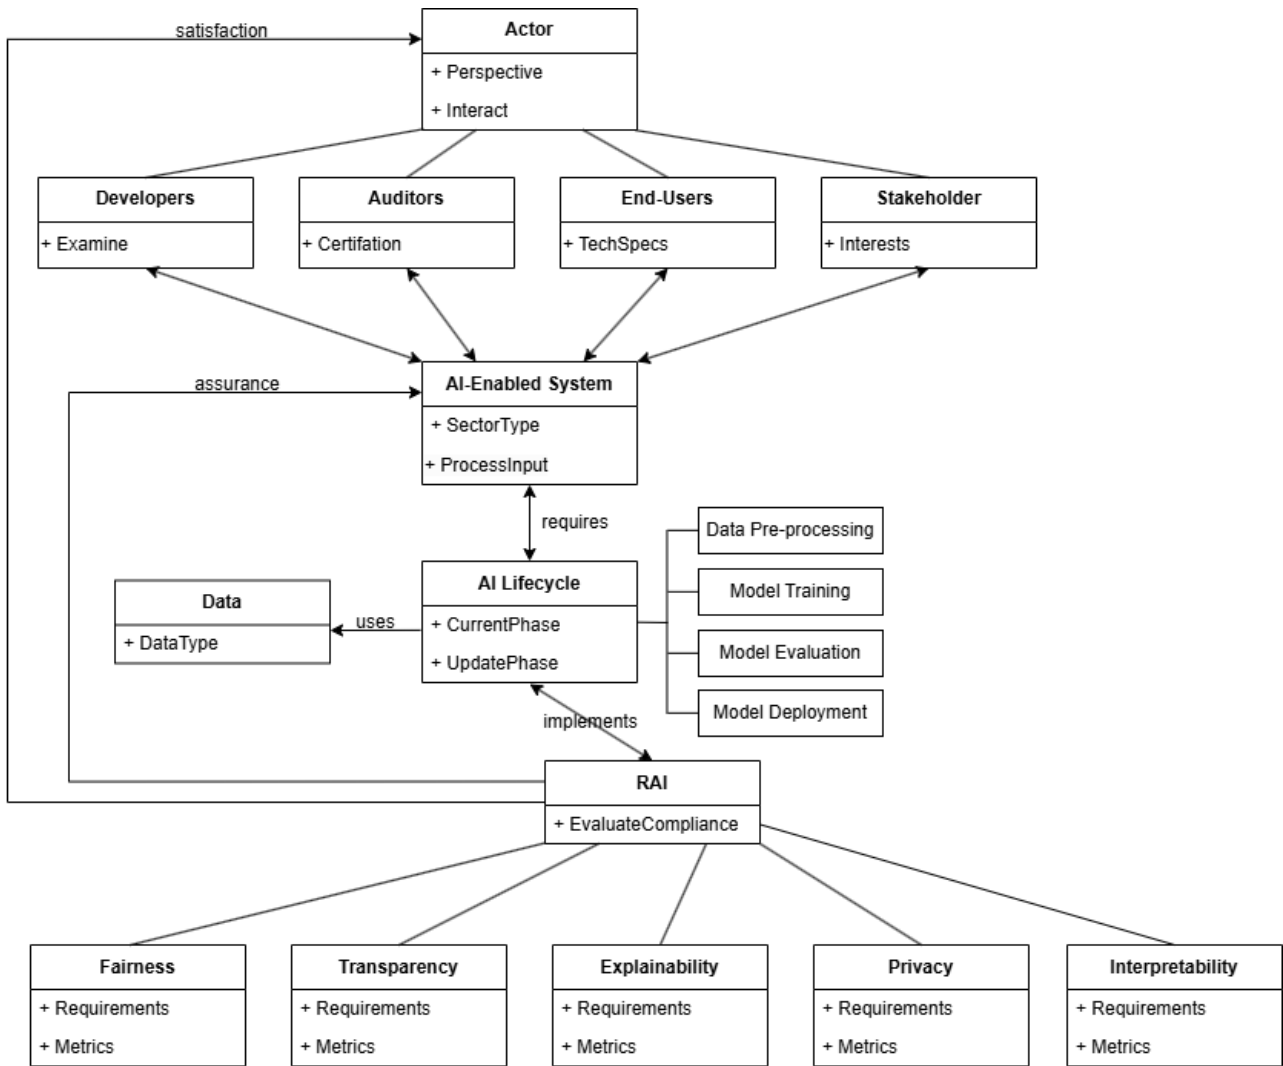 satisfaction
Actor
+ Perspective
+ Interact
Developers
+ Examine
Auditors
+ Certifation
End-Users
+ TechSpecs
Stakeholder
+ Interests
assurance
AI-Enabled System
+ SectorType
+ ProcessInput
requires
Data
+ DataType
uses
AI Lifecycle
+ CurrentPhase
+ UpdatePhase
Data Pre-processing
Model Training
Model Evaluation
Model Deployment
implements
RAI
+ EvaluateCompliance
Fairness
+ Requirements
+ Metrics
Transparency
+ Requirements
+ Metrics
Explainability
+ Requirements
+ Metrics
Privacy
+ Requirements
+ Metrics
Interpretability
+ Requirements
+ Metrics